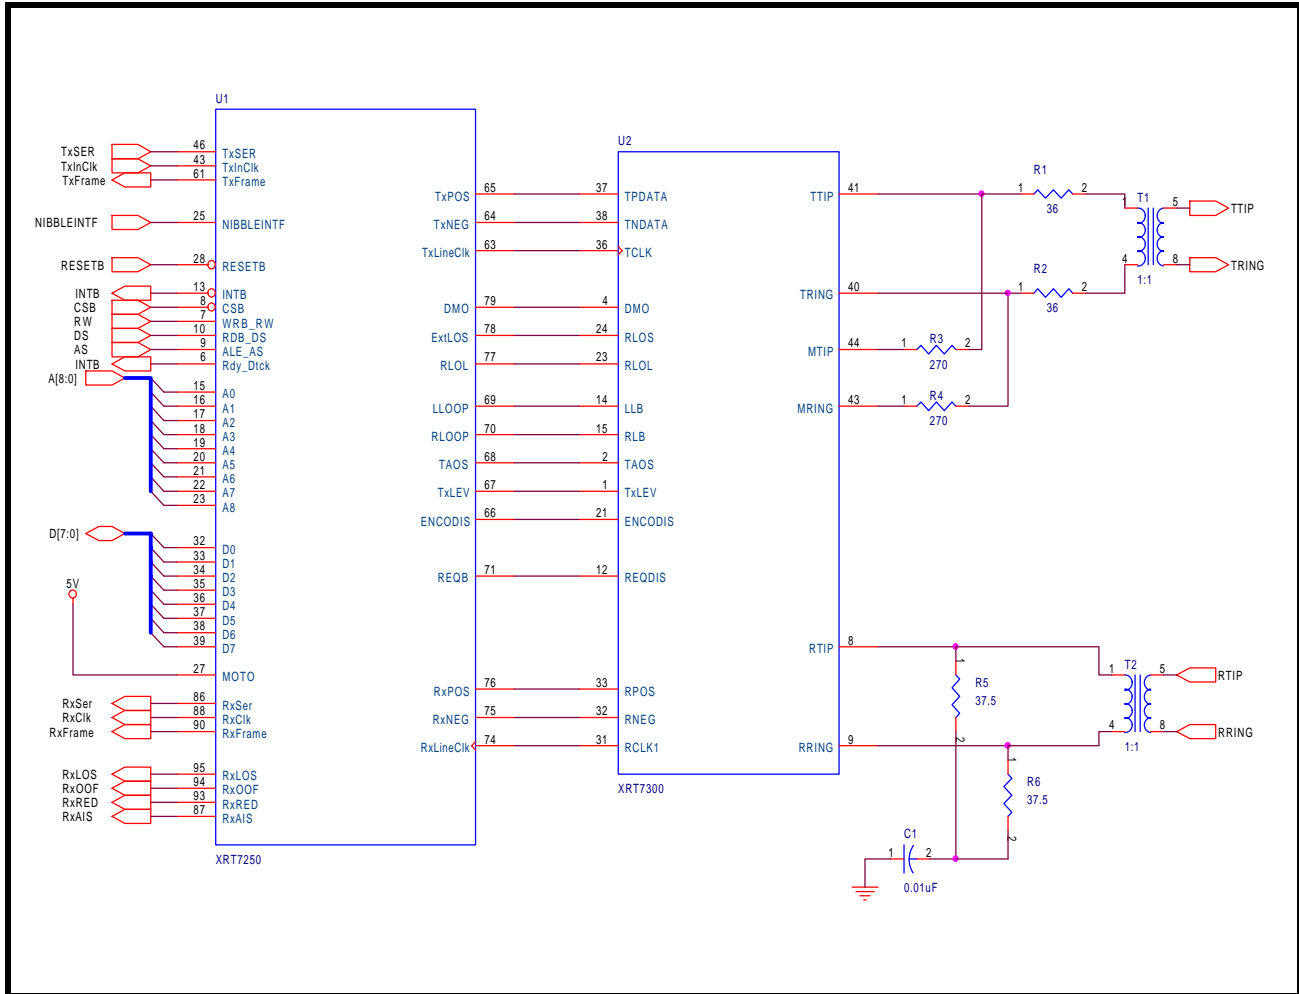 U1
TxSER 46 TxSER
TxInClk 43 TxInClk
TxFrame 61 TxFrame
NIBBLEINTF 25 NIBBLEINTF
RESETB 28 RESETB
INTB 13 INTB
CSB 8 CSB
RW 7 WRB_RW
DS 10 RDB_DS
AS 9 ALE_AS
INTB 6 Rdy_Dtck
A[8:0]
15 A0
16 A1
17 A2
18 A3
19 A4
20 A5
21 A6
22 A7
23 A8
D[7:0]
32 D0
33 D1
34 D2
35 D3
36 D4
37 D5
38 D6
39 D7
5V
27 MOTO
RxSer 86 RxSer
RxClk 88 RxClk
RxFrame 90 RxFrame
RxLOS 95 RxLOS
RxOOF 94 RxOOF
RxRED 93 RxRED
RxAIS 87 RxAIS
XRT7250
U2
TxPOS 65 37 TPDATA
TxNEG 64 38 TNDATA
TxLineClk 63 36 TCLK
DMO 79 4 DMO
ExtLOS 78 24 RLOS
RLOL 77 23 RLOL
LLOOP 69 14 LLB
RLOOP 70 15 RLB
TAOS 68 2 TAOS
TxLEV 67 1 TxLEV
ENCODIS 66 21 ENCODIS
REQB 71 12 REQDIS
RxPOS 76 33 RPOS
RxNEG 75 32 RNEG
RxLineClk 74 31 RCLK1
XRT7300
TTIP 41
TRING 40
MTIP 44
MRING 43
RTIP 8
RRING 9
R1
1 2
36
R2
1 2
36
R3
1 2
270
R4
1 2
270
T1
1 5
4 8
1:1
TTIP
TRING
R5
1
37.5
2
R6
1
37.5
2
C1
1 2
0.01uF
T2
1 5
4 8
1:1
RTIP
RRING